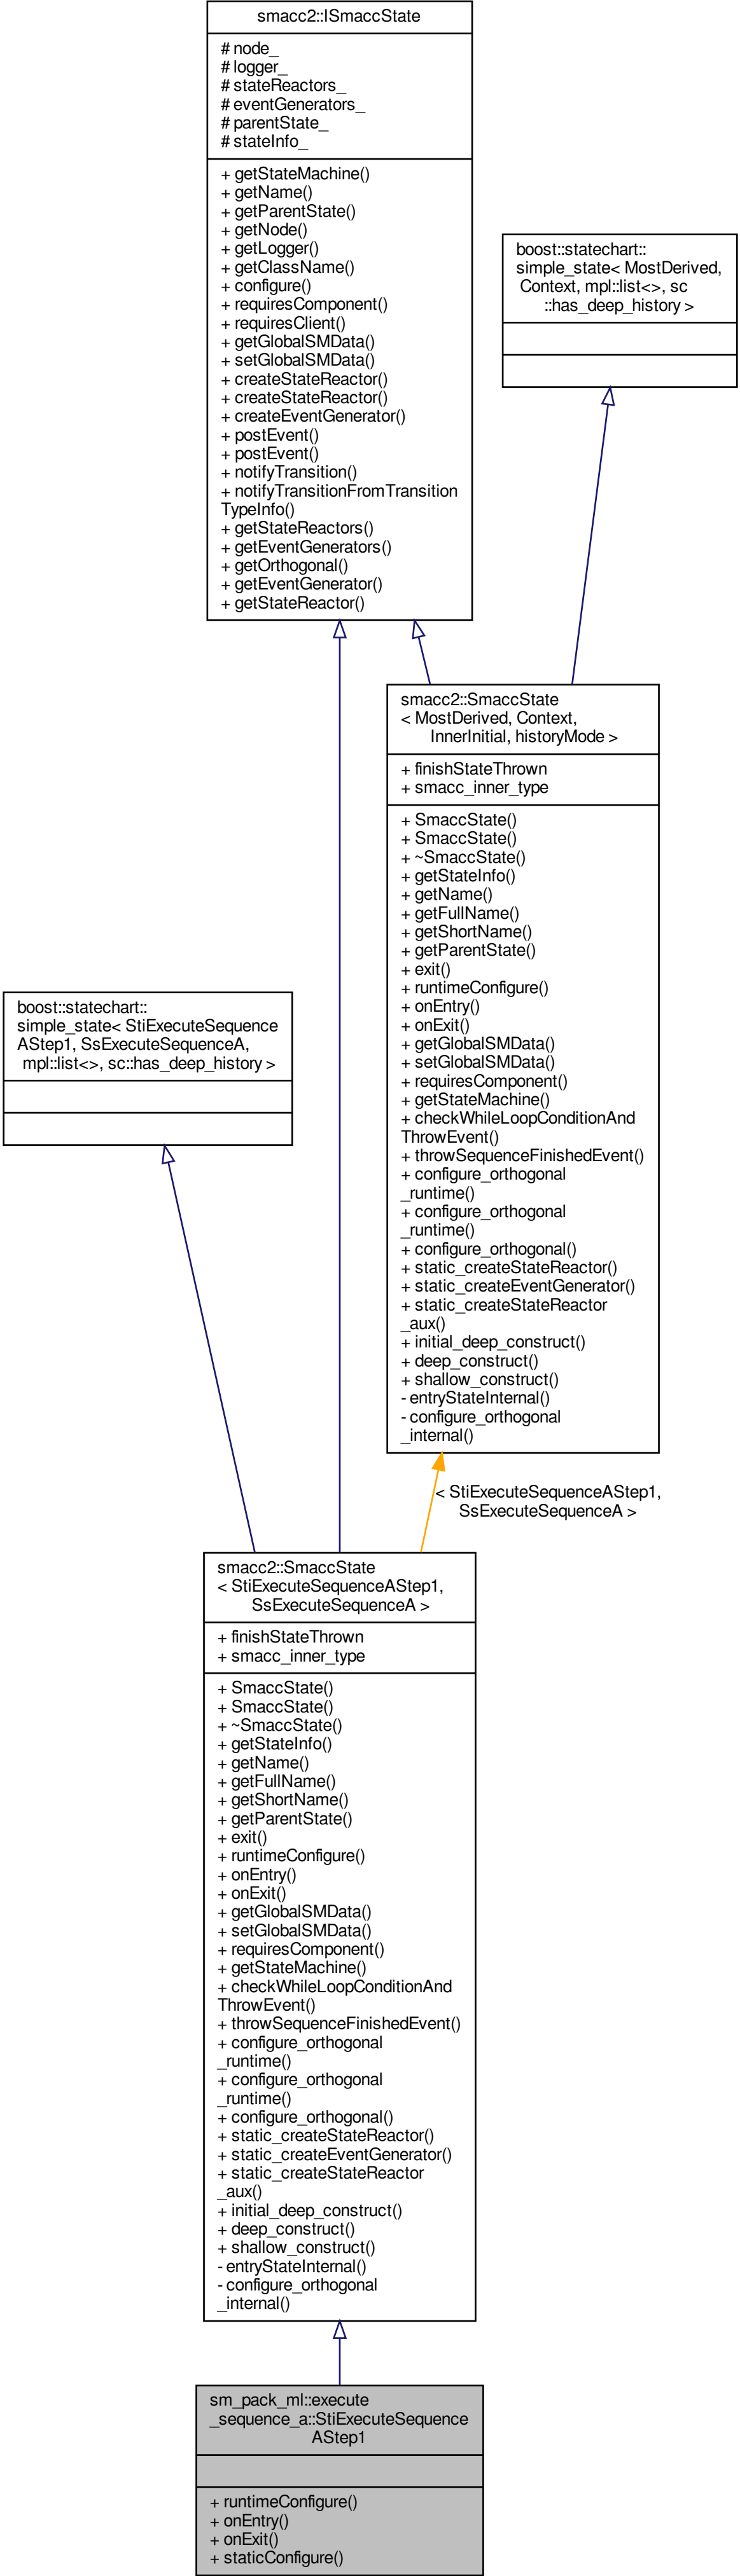 smacc2::ISmaccState
# node_
# logger_
# stateReactors_
# eventGenerators_
# parentState_
# stateInfo_
+ getStateMachine()
+ getName()
+ getParentState()
+ getNode()
+ getLogger()
+ getClassName()
+ configure()
+ requiresComponent()
+ requiresClient()
+ getGlobalSMData()
+ setGlobalSMData()
+ createStateReactor()
+ createStateReactor()
+ createEventGenerator()
+ postEvent()
+ postEvent()
+ notifyTransition()
+ notifyTransitionFromTransition
TypeInfo()
+ getStateReactors()
+ getEventGenerators()
+ getOrthogonal()
+ getEventGenerator()
+ getStateReactor()
boost::statechart::
simple_state< MostDerived,
Context, mpl::list<>, sc
::has_deep_history >
smacc2::SmaccState
< MostDerived, Context,
InnerInitial, historyMode >
+ finishStateThrown
+ smacc_inner_type
+ SmaccState()
+ SmaccState()
+ ~SmaccState()
+ getStateInfo()
+ getName()
+ getFullName()
+ getShortName()
+ getParentState()
+ exit()
+ runtimeConfigure()
+ onEntry()
+ onExit()
+ getGlobalSMData()
+ setGlobalSMData()
+ requiresComponent()
+ getStateMachine()
+ checkWhileLoopConditionAnd
ThrowEvent()
+ throwSequenceFinishedEvent()
+ configure_orthogonal
_runtime()
+ configure_orthogonal
_runtime()
+ configure_orthogonal()
+ static_createStateReactor()
+ static_createEventGenerator()
+ static_createStateReactor
_aux()
+ initial_deep_construct()
+ deep_construct()
+ shallow_construct()
- entryStateInternal()
- configure_orthogonal
_internal()
boost::statechart::
simple_state< StiExecuteSequence
AStep1, SsExecuteSequenceA,
mpl::list<>, sc::has_deep_history >
< StiExecuteSequenceAStep1,
SsExecuteSequenceA >
smacc2::SmaccState
< StiExecuteSequenceAStep1,
SsExecuteSequenceA >
+ finishStateThrown
+ smacc_inner_type
+ SmaccState()
+ SmaccState()
+ ~SmaccState()
+ getStateInfo()
+ getName()
+ getFullName()
+ getShortName()
+ getParentState()
+ exit()
+ runtimeConfigure()
+ onEntry()
+ onExit()
+ getGlobalSMData()
+ setGlobalSMData()
+ requiresComponent()
+ getStateMachine()
+ checkWhileLoopConditionAnd
ThrowEvent()
+ throwSequenceFinishedEvent()
+ configure_orthogonal
_runtime()
+ configure_orthogonal
_runtime()
+ configure_orthogonal()
+ static_createStateReactor()
+ static_createEventGenerator()
+ static_createStateReactor
_aux()
+ initial_deep_construct()
+ deep_construct()
+ shallow_construct()
- entryStateInternal()
- configure_orthogonal
_internal()
sm_pack_ml::execute
_sequence_a::StiExecuteSequence
AStep1
+ runtimeConfigure()
+ onEntry()
+ onExit()
+ staticConfigure()